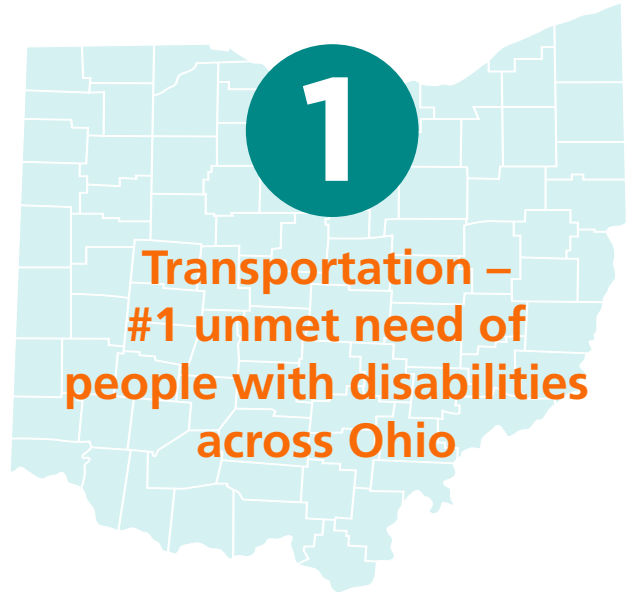 1
Transportation –
#1 unmet need of
people with disabilities
across Ohio